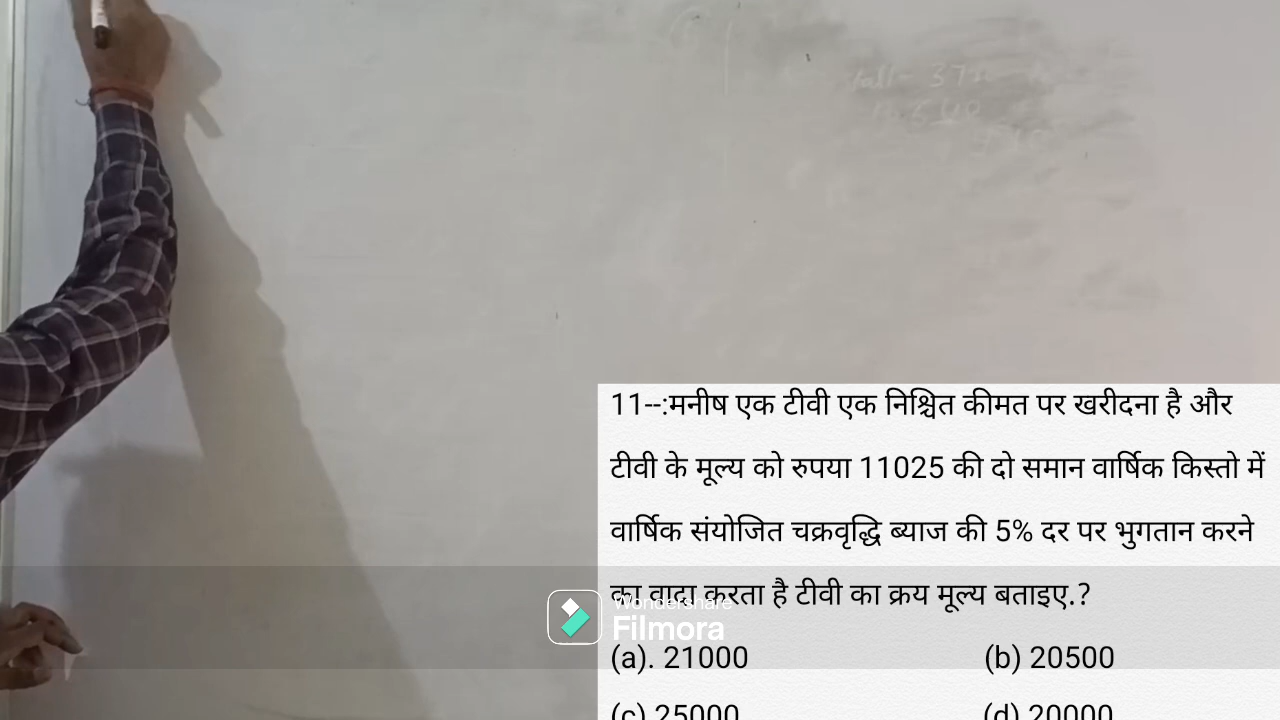 11--:मनीष एक टीवी एक निश्चित कीमत पर खरीदना है और
टीवी के मूल्य को रुपया 11025 की दो समान वार्षिक किस्तो में
वार्षिक संयोजित चक्रवृद्धि ब्याज की 5% दर पर भुगतान करने
का वादा करता है टीवी का क्रय मूल्य बताइए.?
Wondershare
Filmora
(a). 21000 (b) 20500
(c) 25000 (d) 20000